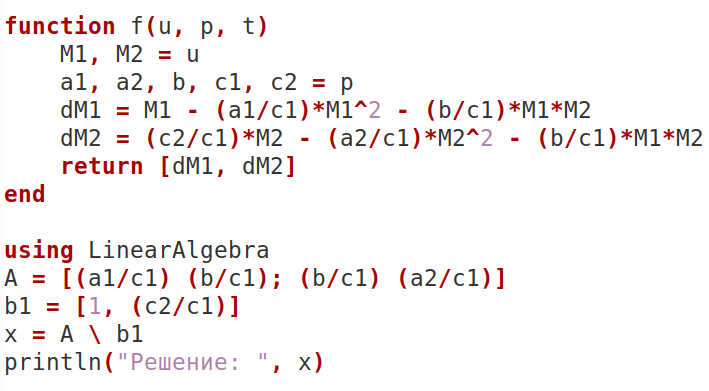 function f(u, p, t)
    M1, M2 = u
    a1, a2, b, c1, c2 = p
    dM1 = M1 - (a1/c1)*M1^2 - (b/c1)*M1*M2
    dM2 = (c2/c1)*M2 - (a2/c1)*M2^2 - (b/c1)*M1*M2
    return [dM1, dM2]
end

using LinearAlgebra
A = [(a1/c1) (b/c1); (b/c1) (a2/c1)]
b1 = [1, (c2/c1)]
x = A \ b1
println("Решение: ", x)